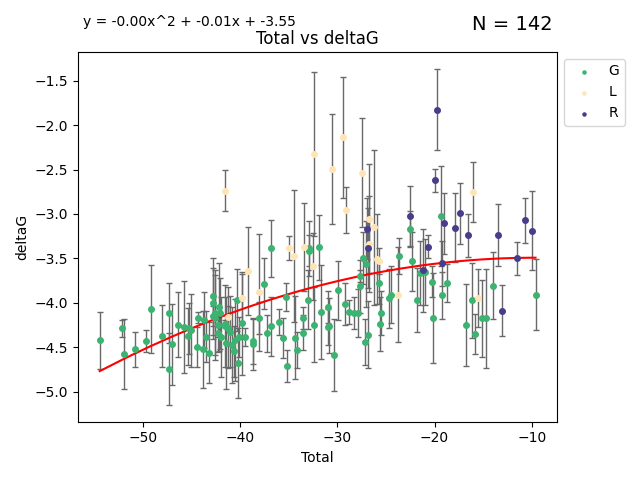 y = -0.00x^2 + -0.01x + -3.55
N = 142
Total vs deltaG
G
L
R
deltaG
−1.5
−2.0
−2.5
−3.0
−3.5
−4.0
−4.5
−5.0
−50 −40 −30 −20 −10
Total